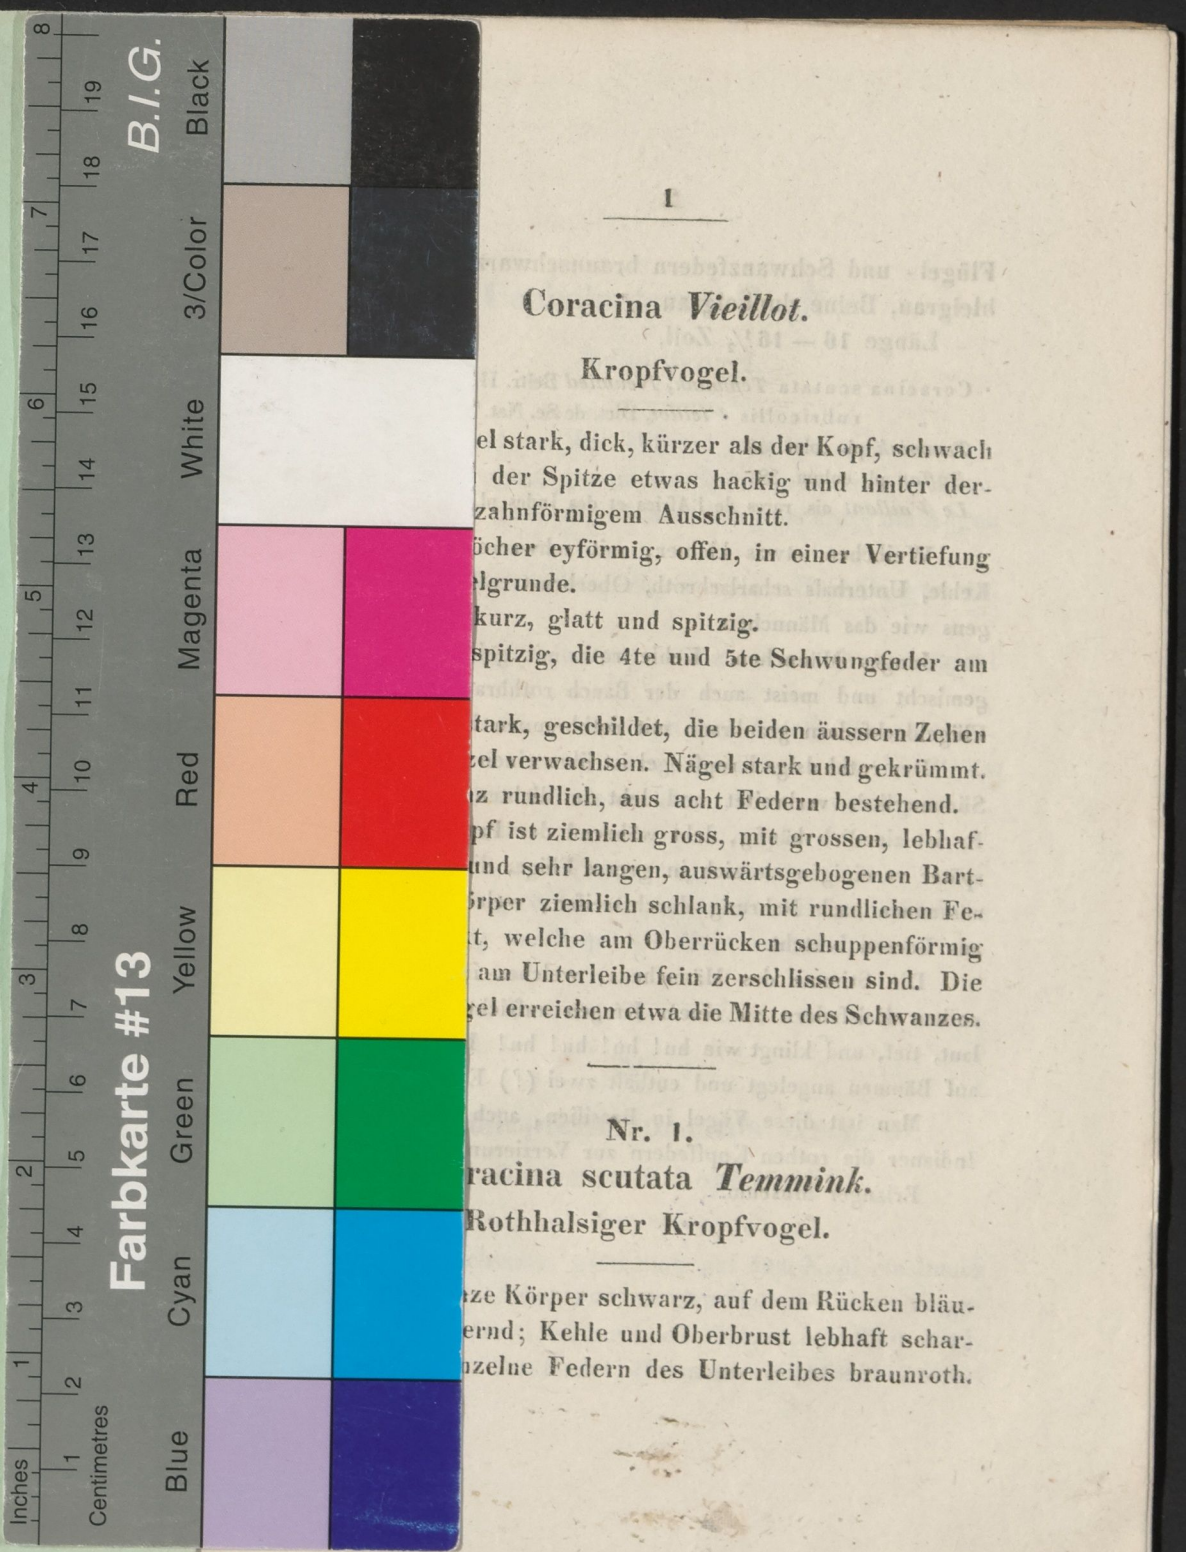 8
7
6
5
4
3
2
1
Inches
19
18
17
16
15
14
13
12
11
10
9
8
7
6
5
4
3
2
1
Centimetres
Farbkarte #13
B.I.G.
Black
3/Color
White
Magenta
Red
Yellow
Green
Cyan
Blue
1
Coracina Vieillot.
Kropfvogel.
el stark, dick, kürzer als der Kopf, schwach
der Spitze etwas hackig und hinter der-
zahnförmigem Ausschnitt.
öcher eyförmig, offen, in einer Vertiefung
lgrunde.
kurz, glatt und spitzig.
spitzig, die 4te und 5te Schwungfeder am
tark, geschildet, die beiden äussern Zehen
zel verwachsen. Nägel stark und gekrümmt.
z rundlich, aus acht Federn bestehend.
pf ist ziemlich gross, mit grossen, lebhaf-
und sehr langen, auswärtsgebogenen Bart-
örper ziemlich schlank, mit rundlichen Fe-
t, welche am Oberrücken schuppenförmig
am Unterleibe fein zerschlissen sind. Die
gel erreichen etwa die Mitte des Schwanzes.
Nr. 1.
racina scutata Temmink.
Rothhalsiger Kropfvogel.
ze Körper schwarz, auf dem Rücken bläu-
ernd; Kehle und Oberbrust lebhaft schar-
nzelne Federn des Unterleibes braunroth.